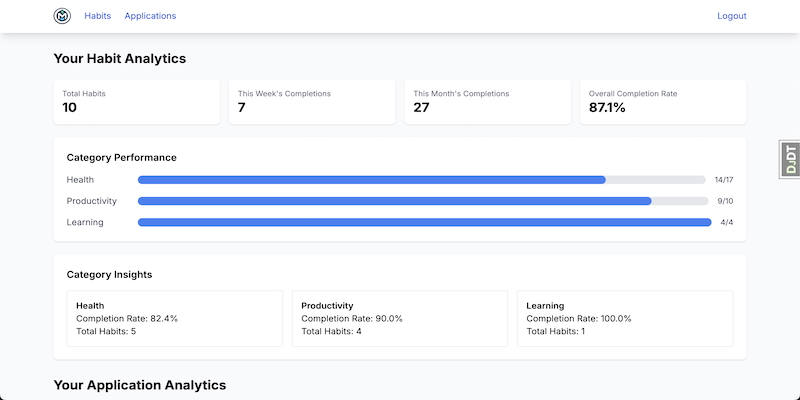 Habits Applications Logout
Your Habit Analytics
Total Habits
10
This Week's Completions
7
This Month's Completions
27
Overall Completion Rate
87.1%
Category Performance
Health 14/17
Productivity 9/10
Learning 4/4
Category Insights
Health
Completion Rate: 82.4%
Total Habits: 5
Productivity
Completion Rate: 90.0%
Total Habits: 4
Learning
Completion Rate: 100.0%
Total Habits: 1
Your Application Analytics
DJDT